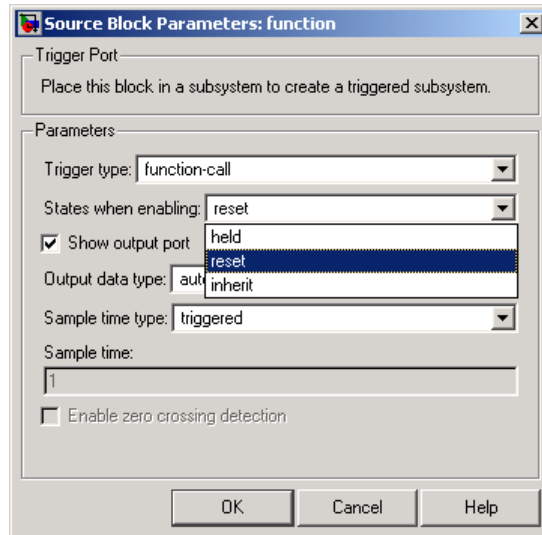 Source Block Parameters: function
Trigger Port
Place this block in a subsystem to create a triggered subsystem.
Parameters
Trigger type: function-call
States when enabling: reset
Show output port
held
reset
Output data type: aut
inherit
Sample time type: triggered
Sample time:
1
Enable zero crossing detection
OK Cancel Help